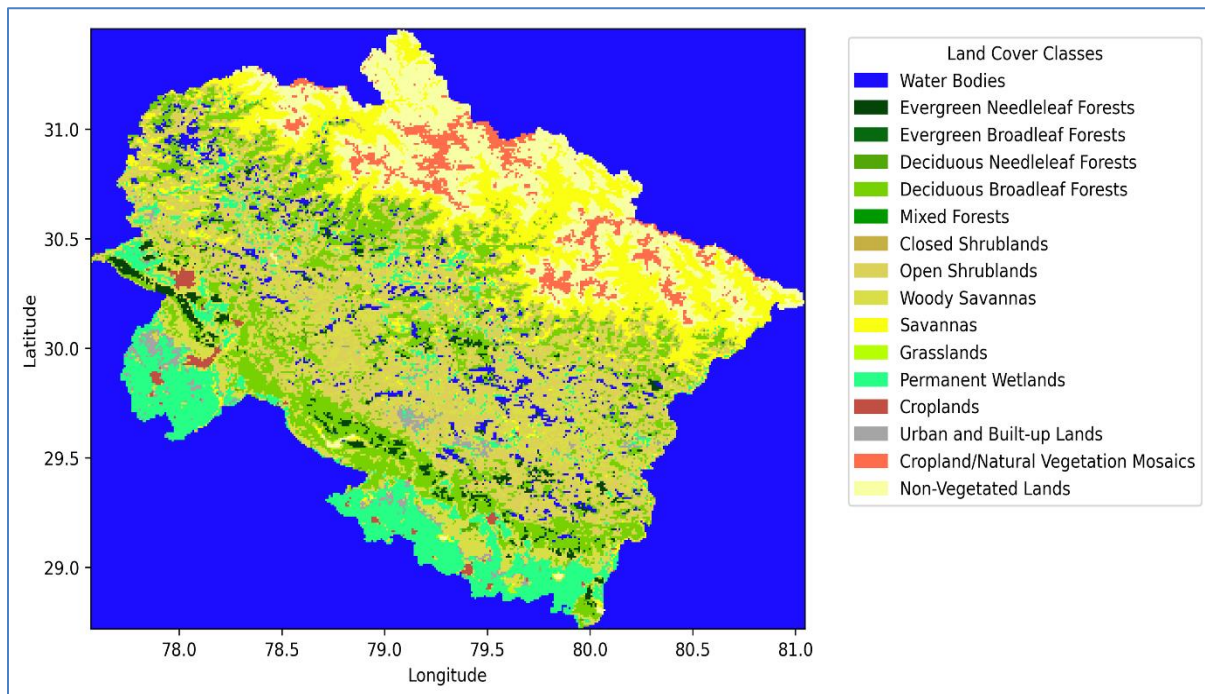 Land Cover Classes
Water Bodies
Evergreen Needleleaf Forests
Evergreen Broadleaf Forests
Deciduous Needleleaf Forests
Deciduous Broadleaf Forests
Mixed Forests
Closed Shrublands
Open Shrublands
Woody Savannas
Savannas
Grasslands
Permanent Wetlands
Croplands
Urban and Built-up Lands
Cropland/Natural Vegetation Mosaics
Non-Vegetated Lands
Latitude
31.0
30.5
30.0
29.5
29.0
78.0 78.5 79.0 79.5 80.0 80.5 81.0
Longitude